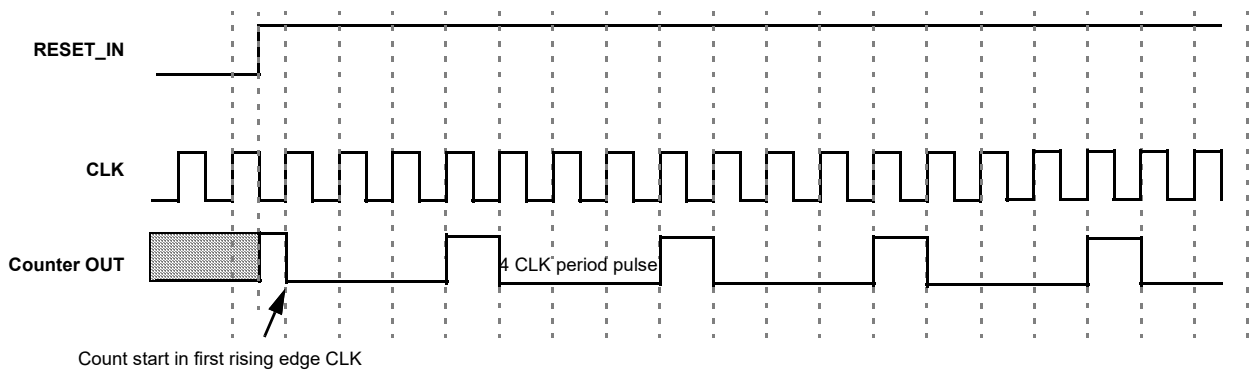 RESET_IN
CLK
Counter OUT
4 CLK period pulse
Count start in first rising edge CLK